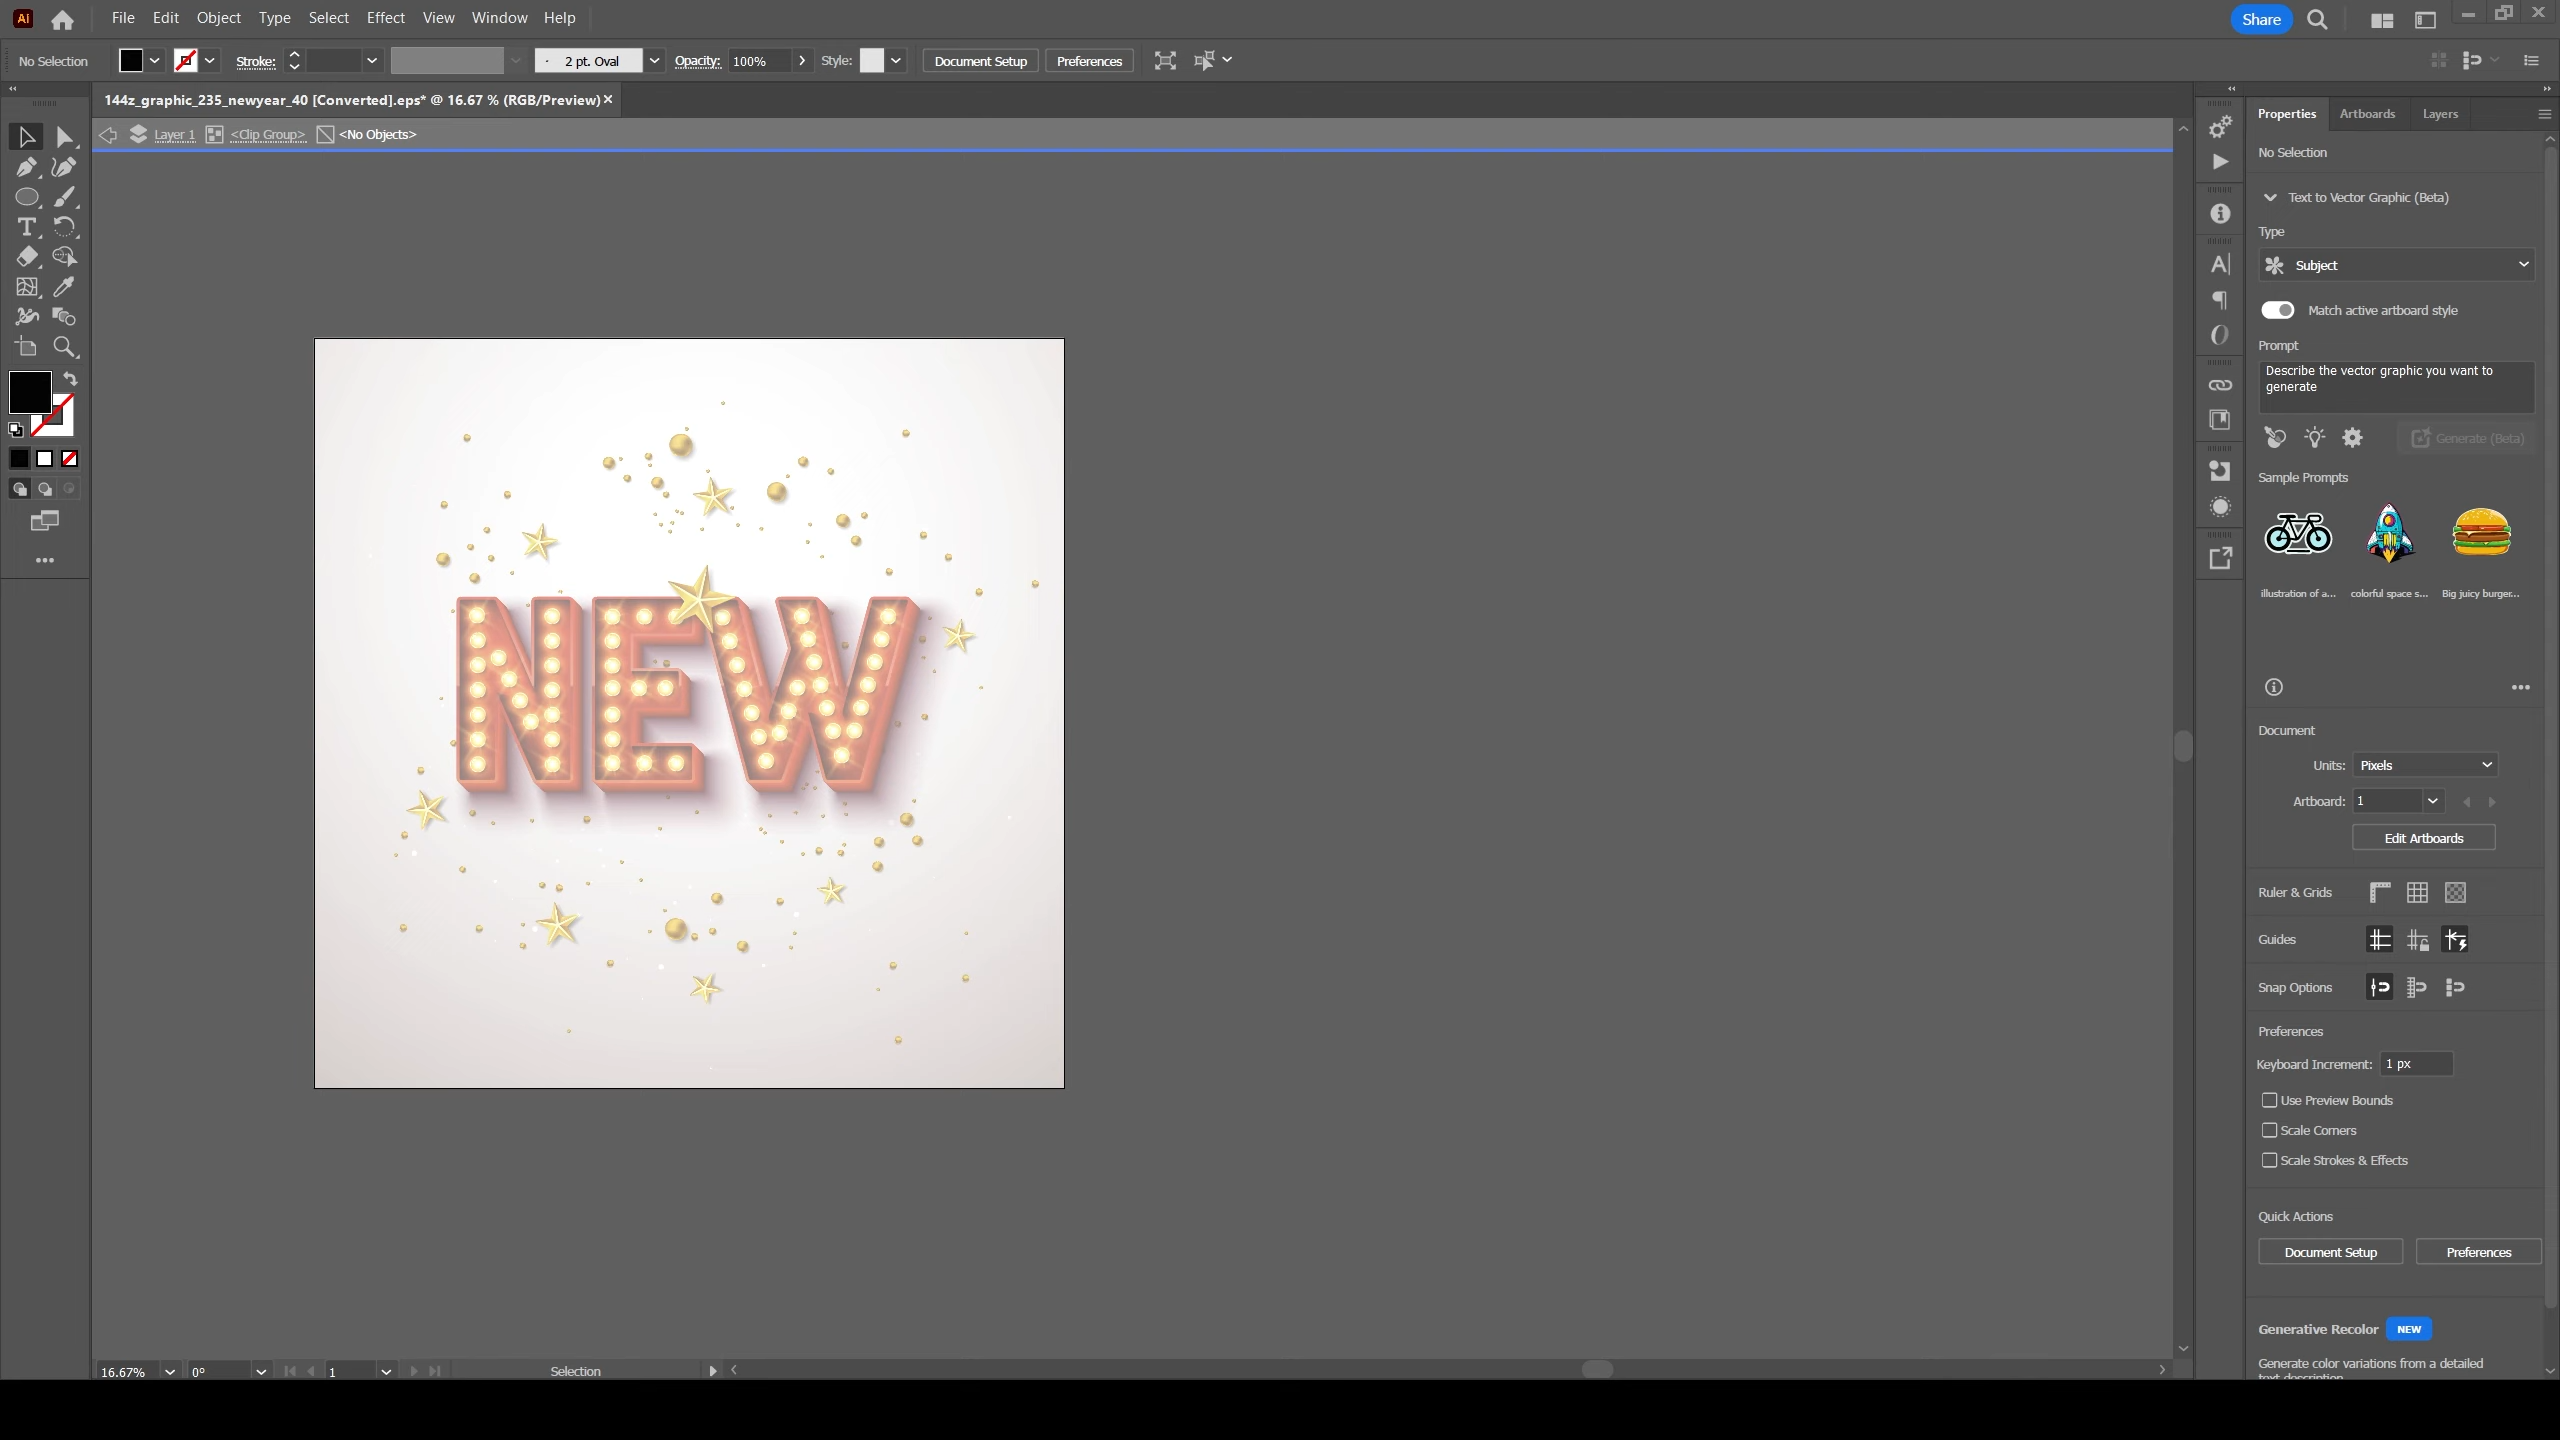 Ai
File Edit Object Type Select Effect View Window Help
Share
No Selection
Stroke:
2 pt. Oval
Opacity: 100%
Style:
Document Setup
Preferences
144z_graphic_235_newyear_40 [Converted].eps* @ 16.67 % (RGB/Preview)
Layer 1 <Clip Group> <No Objects>
NEW
Properties Artboards Layers
No Selection
Text to Vector Graphic (Beta)
Type
Subject
Match active artboard style
Prompt
Describe the vector graphic you want to
generate
Generate (Beta)
Sample Prompts
illustration of a... colorful space s... Big juicy burger...
Document
Units: Pixels
Artboard: 1
Edit Artboards
Ruler & Grids
Guides
Snap Options
Preferences
Keyboard Increment: 1 px
Use Preview Bounds
Scale Corners
Scale Strokes & Effects
Quick Actions
Document Setup Preferences
Generative Recolor NEW
Generate color variations from a detailed
text description
16.67% 0° 1 Selection